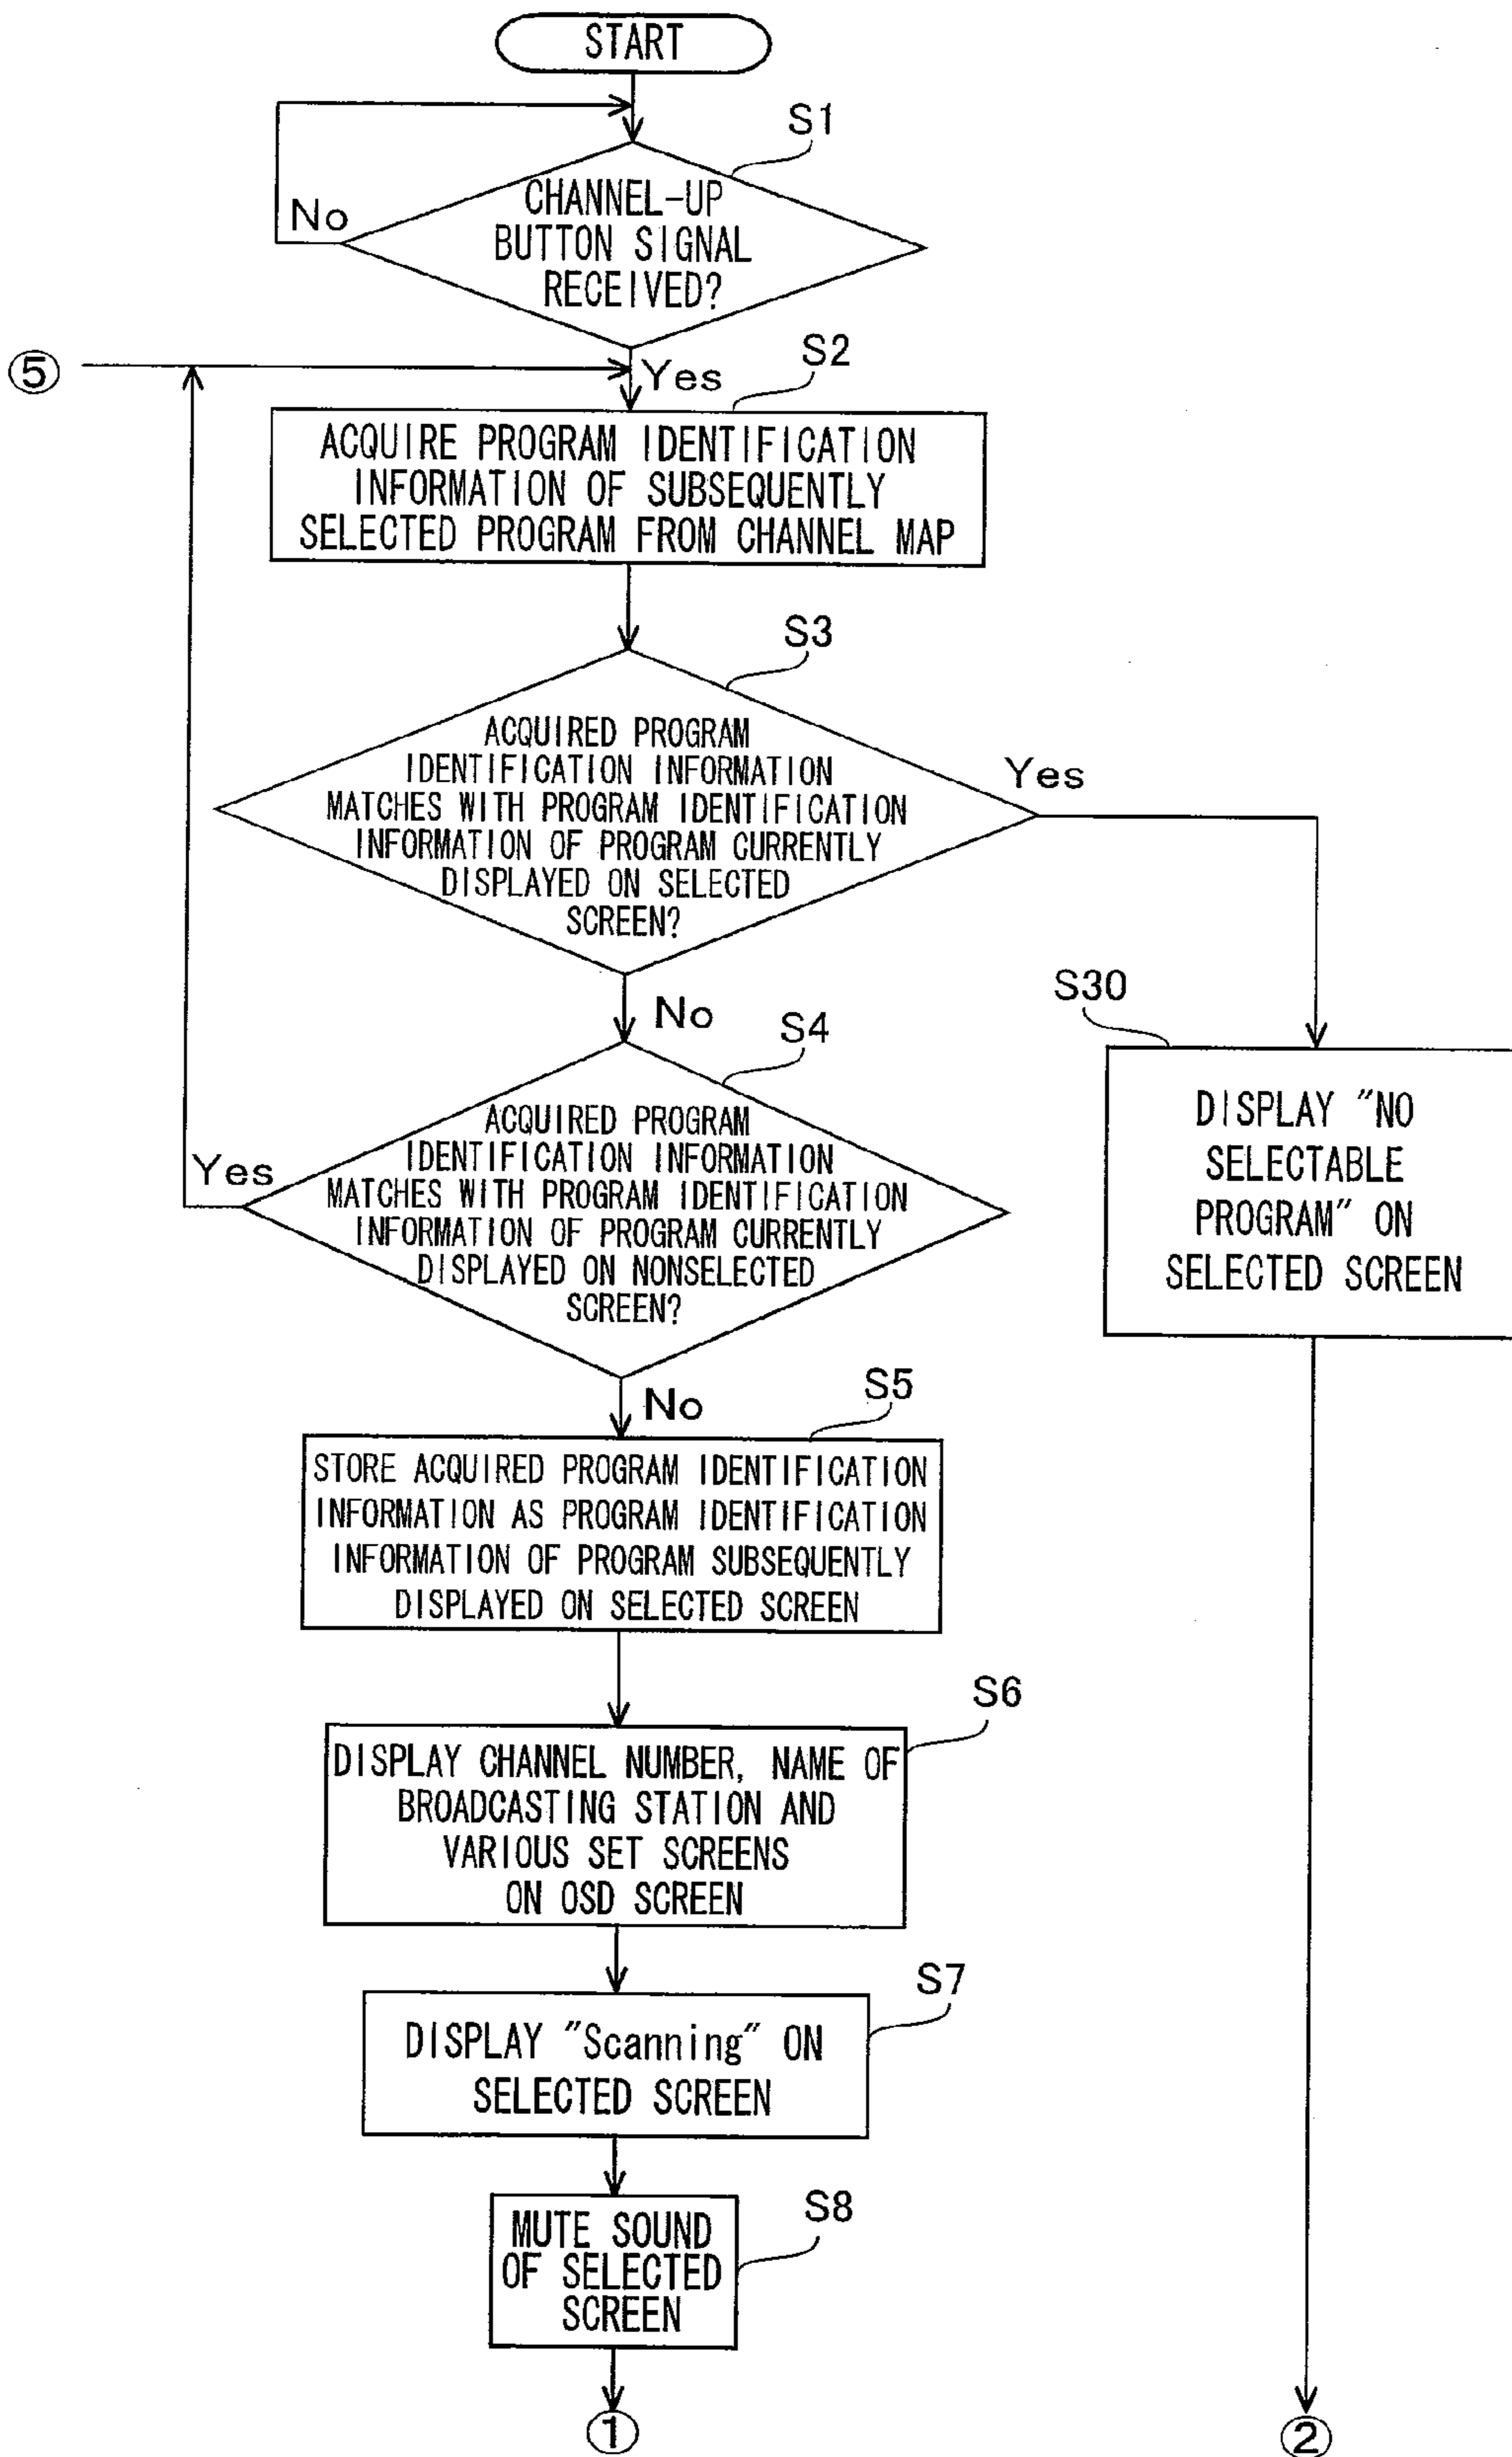 START
S1
CHANNEL-UP
BUTTON SIGNAL
RECEIVED?
No
⑤
Yes
S2
ACQUIRE PROGRAM IDENTIFICATION
INFORMATION OF SUBSEQUENTLY
SELECTED PROGRAM FROM CHANNEL MAP
S3
ACQUIRED PROGRAM
IDENTIFICATION INFORMATION
MATCHES WITH PROGRAM IDENTIFICATION
INFORMATION OF PROGRAM CURRENTLY
DISPLAYED ON SELECTED
SCREEN?
Yes
No
S30
DISPLAY "NO
SELECTABLE
PROGRAM" ON
SELECTED SCREEN
S4
ACQUIRED PROGRAM
IDENTIFICATION INFORMATION
MATCHES WITH PROGRAM IDENTIFICATION
INFORMATION OF PROGRAM CURRENTLY
DISPLAYED ON NONSELECTED
SCREEN?
Yes
No
S5
STORE ACQUIRED PROGRAM IDENTIFICATION
INFORMATION AS PROGRAM IDENTIFICATION
INFORMATION OF PROGRAM SUBSEQUENTLY
DISPLAYED ON SELECTED SCREEN
S6
DISPLAY CHANNEL NUMBER, NAME OF
BROADCASTING STATION AND
VARIOUS SET SCREENS
ON OSD SCREEN
S7
DISPLAY "Scanning" ON
SELECTED SCREEN
S8
MUTE SOUND
OF SELECTED
SCREEN
①
②